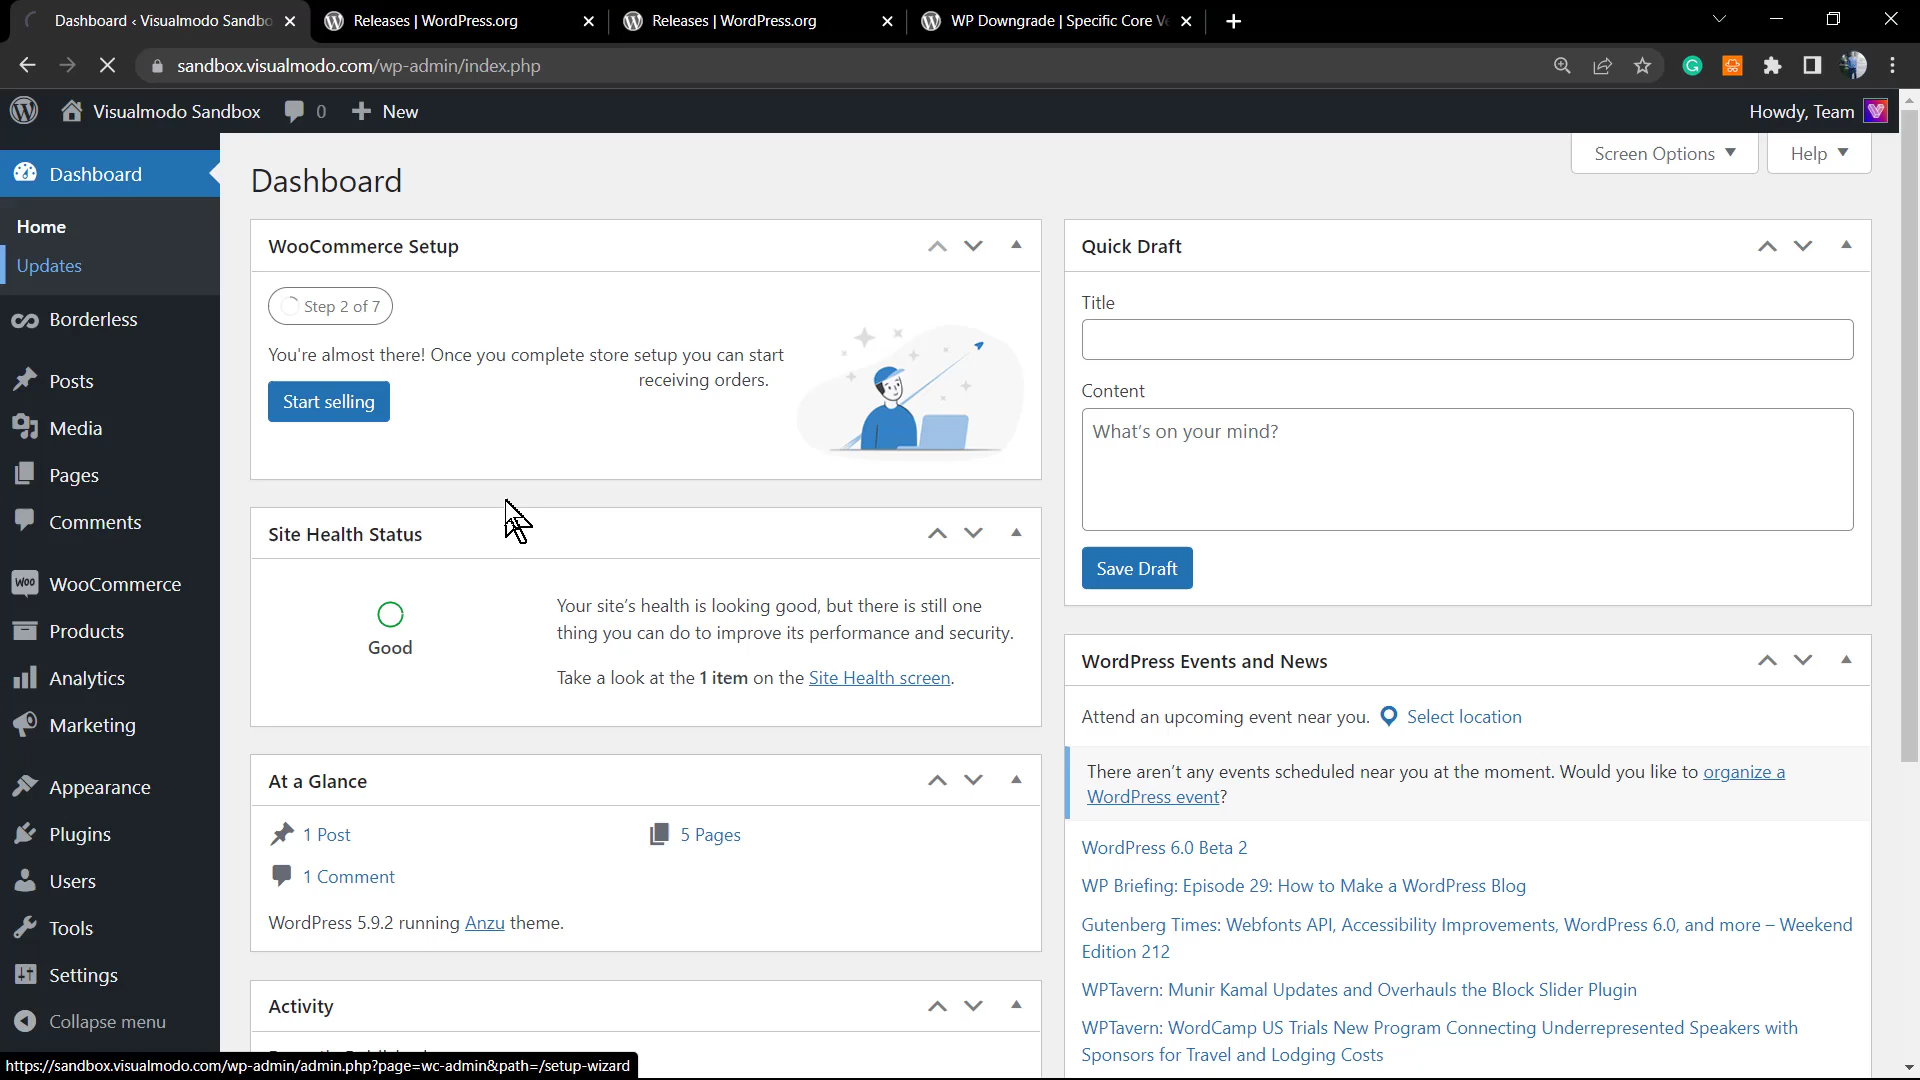 Dashboard ‹ Visualmodo Sandbo
Releases | WordPress.org
Releases | WordPress.org
WP Downgrade | Specific Core Ve
sandbox.visualmodo.com/wp-admin/index.php
Visualmodo Sandbox
0
New
Howdy, Team
Dashboard
Home
Updates
Borderless
Posts
Media
Pages
Comments
WooCommerce
Products
Analytics
Marketing
Appearance
Plugins
Users
Tools
Settings
Collapse menu
Screen Options
Help
Dashboard
WooCommerce Setup
Step 2 of 7
You're almost there! Once you complete store setup you can start
receiving orders.
Start selling
Site Health Status
Good
Your site's health is looking good, but there is still one
thing you can do to improve its performance and security.
Take a look at the 1 item on the Site Health screen.
At a Glance
1 Post
5 Pages
1 Comment
WordPress 5.9.2 running Anzu theme.
Activity
Quick Draft
Title
Content
What's on your mind?
Save Draft
WordPress Events and News
Attend an upcoming event near you.
Select location
There aren't any events scheduled near you at the moment. Would you like to organize a
WordPress event?
WordPress 6.0 Beta 2
WP Briefing: Episode 29: How to Make a WordPress Blog
Gutenberg Times: Webfonts API, Accessibility Improvements, WordPress 6.0, and more – Weekend
Edition 212
WPTavern: Munir Kamal Updates and Overhauls the Block Slider Plugin
WPTavern: WordCamp US Trials New Program Connecting Underrepresented Speakers with
Sponsors for Travel and Lodging Costs
https://sandbox.visualmodo.com/wp-admin/admin.php?page=wc-admin&path=/setup-wizard